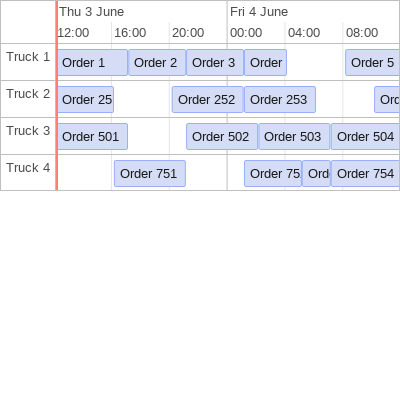 Thu 3 June Fri 4 June
12:00 16:00 20:00 00:00 04:00 08:00
Truck 1 Order 1 Order 2 Order 3 Order Order 5
Truck 2 Order 25 Order 252 Order 253 Ord
Truck 3 Order 501 Order 502 Order 503 Order 504
Truck 4 Order 751 Order 75 Ord Order 754